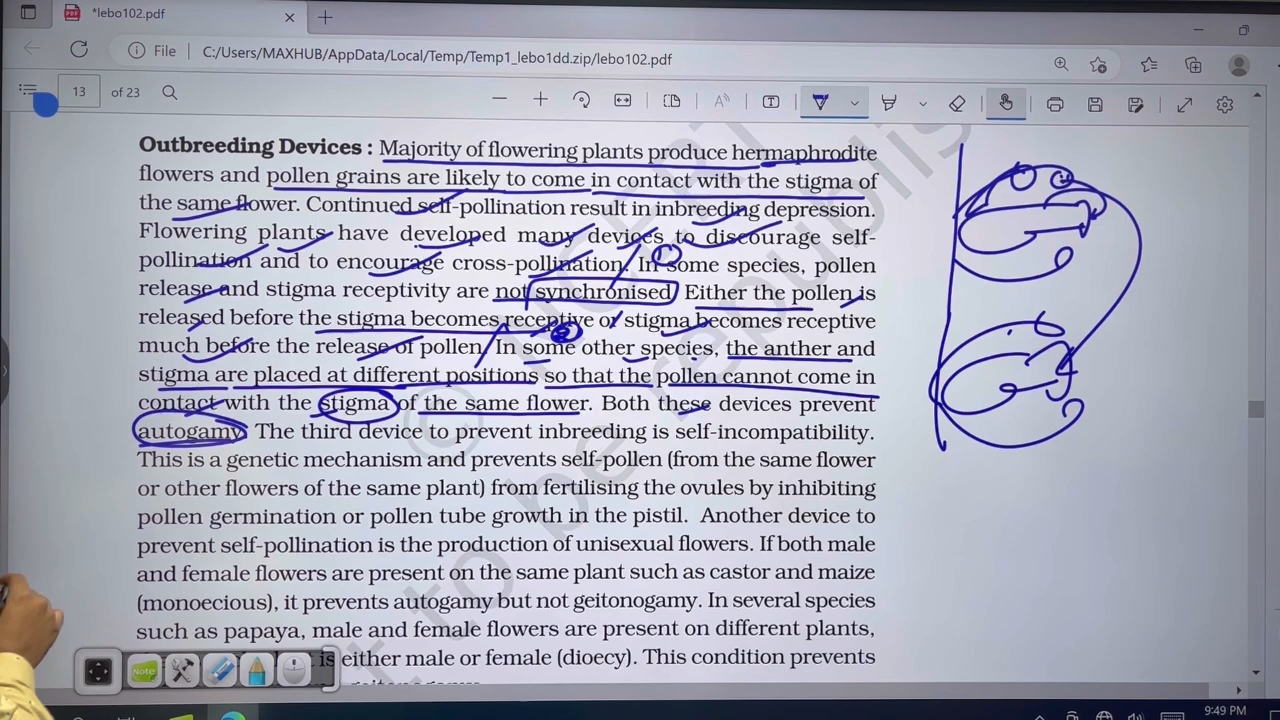 *lebo102.pdf
File
C:/Users/MAXHUB/AppData/Local/Temp/Temp1_lebo1dd.zip/lebo102.pdf
13 of 23
Outbreeding Devices : Majority of flowering plants produce hermaphrodite
flowers and pollen grains are likely to come in contact with the stigma of
the same flower. Continued self-pollination result in inbreeding depression.
Flowering plants have developed many devices to discourage self-
pollination and to encourage cross-pollination. In some species, pollen
release and stigma receptivity are not synchronised. Either the pollen is
released before the stigma becomes receptive or stigma becomes receptive
much before the release of pollen. In some other species, the anther and
stigma are placed at different positions so that the pollen cannot come in
contact with the stigma of the same flower. Both these devices prevent
autogamy. The third device to prevent inbreeding is self-incompatibility.
This is a genetic mechanism and prevents self-pollen (from the same flower
or other flowers of the same plant) from fertilising the ovules by inhibiting
pollen germination or pollen tube growth in the pistil. Another device to
prevent self-pollination is the production of unisexual flowers. If both male
and female flowers are present on the same plant such as castor and maize
(monoecious), it prevents autogamy but not geitonogamy. In several species
such as papaya, male and female flowers are present on different plants,
is either male or female (dioecy). This condition prevents
Note
9:49 PM